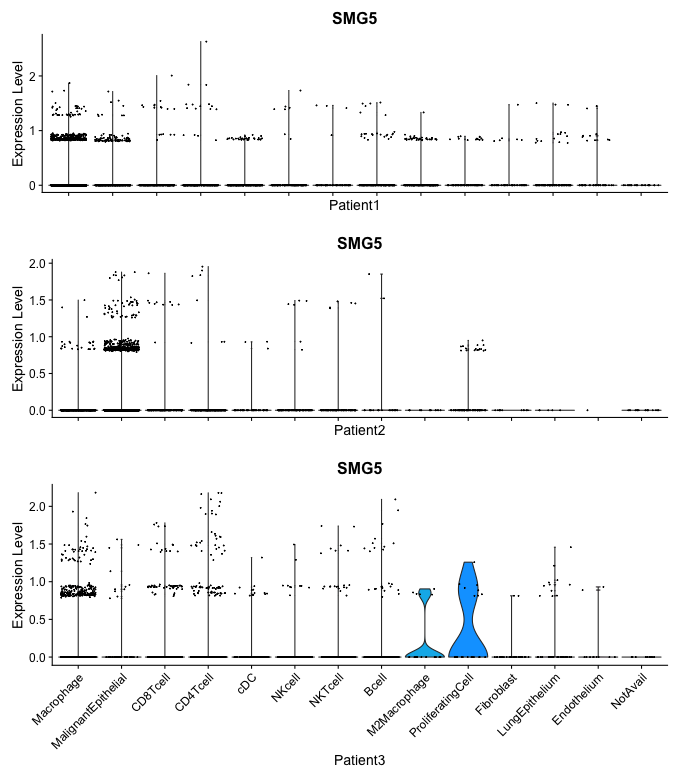 SMG5
Expression Level
2
1
0
Patient1
SMG5
Expression Level
2.0
1.5
1.0
0.5
0.0
Patient2
SMG5
Expression Level
2.0
1.5
1.0
0.5
0.0
Macrophage
MalignantEpithelial
CD8Tcell
CD4Tcell
cDC
NKcell
NKTcell
Bcell
M2Macrophage
ProliferatingCell
Fibroblast
LungEpithelium
Endothelium
NotAvail
Patient3